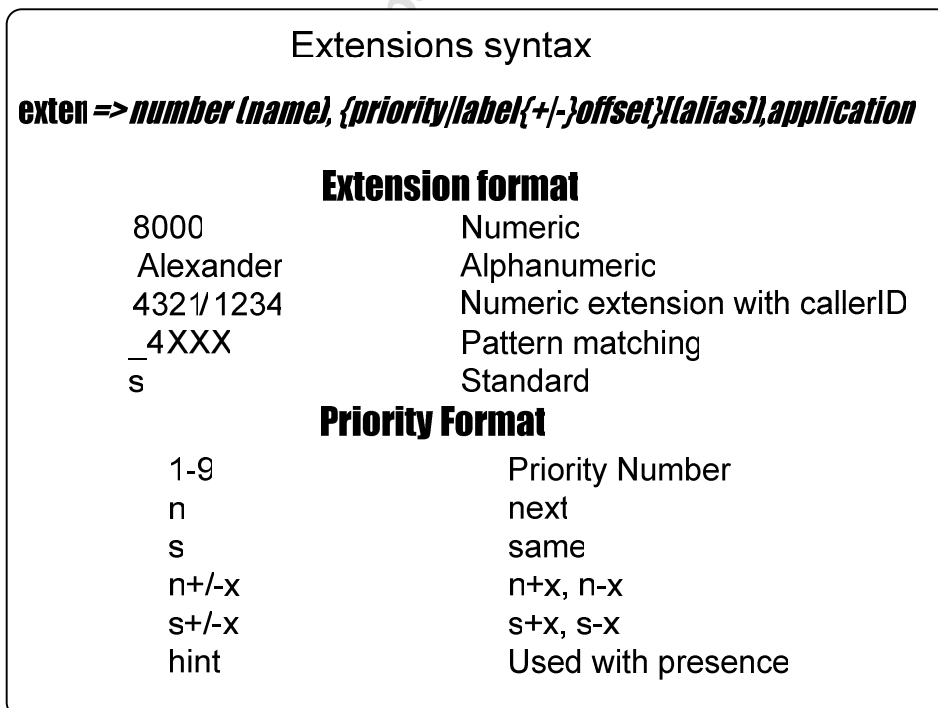 Extensions syntax
exten => number (name), {priority|label{+|-}offset}[(alias)],application
Extension format
8000 Numeric
Alexander Alphanumeric
4321/1234 Numeric extension with callerID
_4XXX Pattern matching
s Standard
Priority Format
1-9 Priority Number
n next
s same
n+/-x n+x, n-x
s+/-x s+x, s-x
hint Used with presence